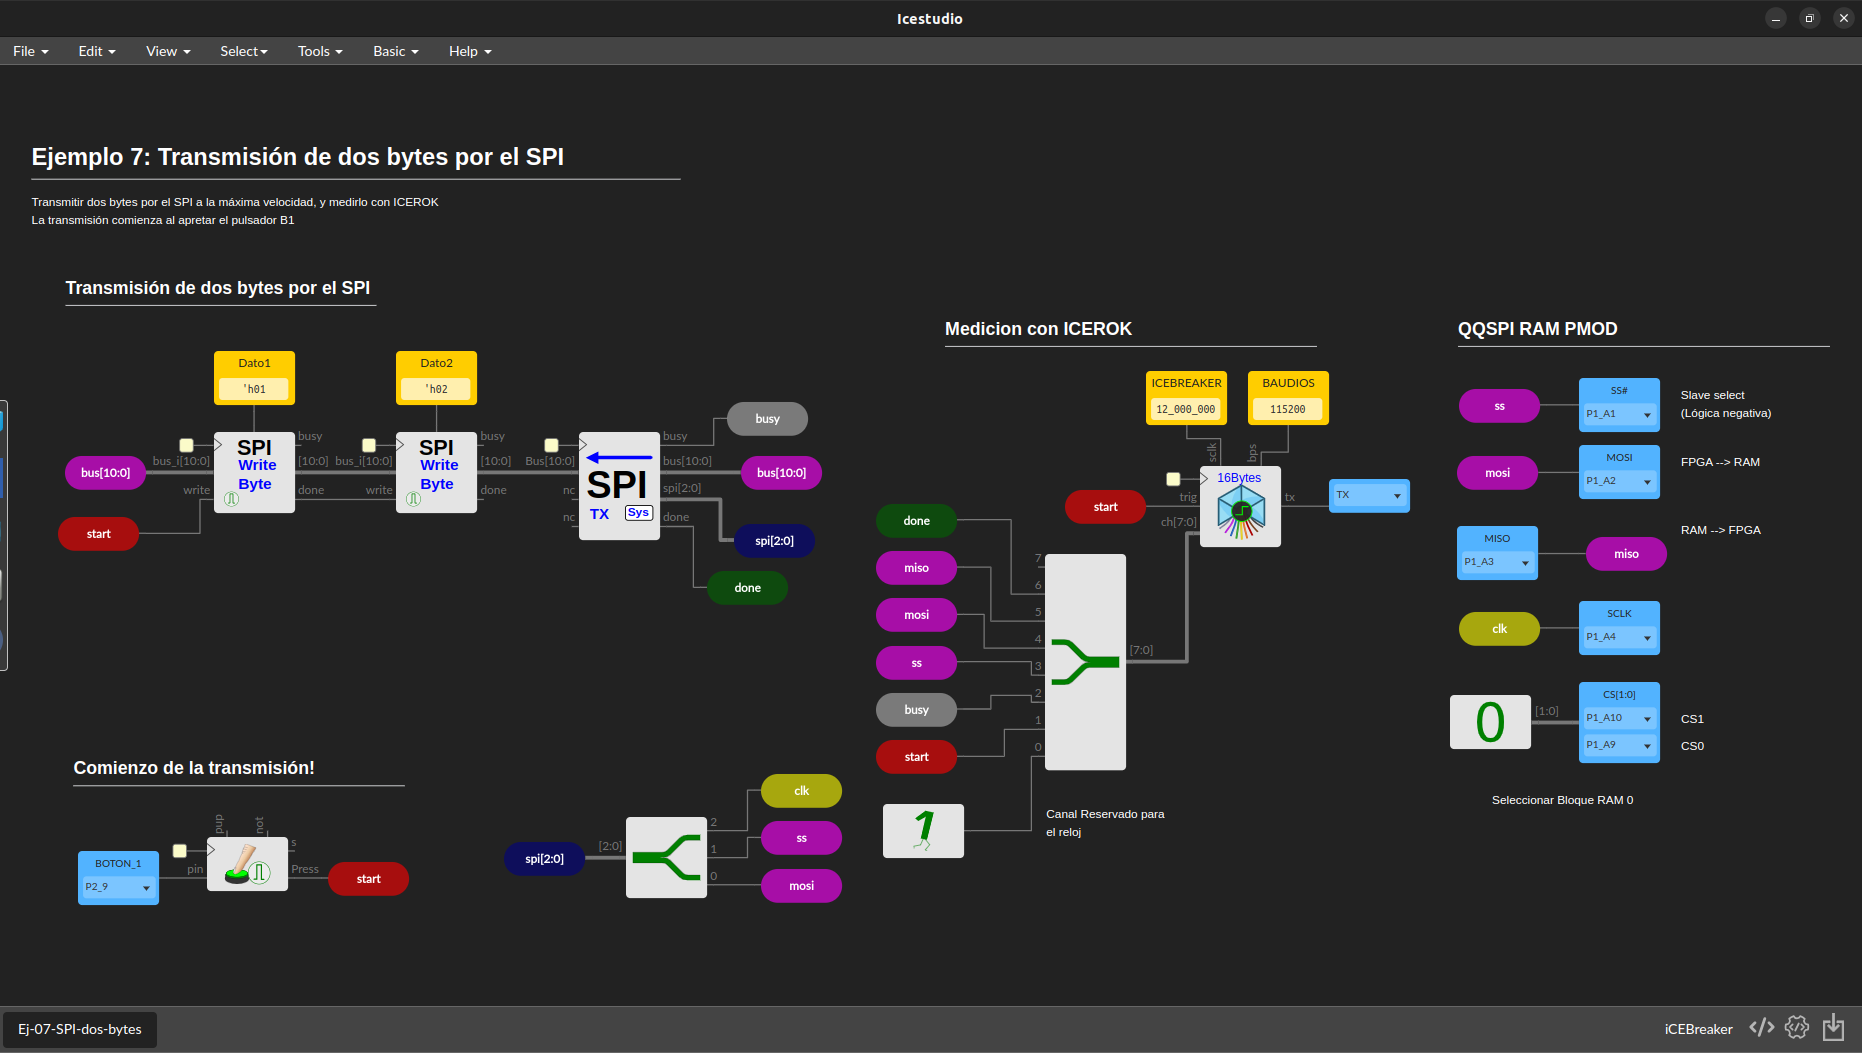 Icestudio
File Edit View Select Tools Basic Help
Ejemplo 7: Transmisión de dos bytes por el SPI
Transmitir dos bytes por el SPI a la máxima velocidad, y medirlo con ICEROK
La transmisión comienza al apretar el pulsador B1
Transmisión de dos bytes por el SPI
Dato1
'h01
Dato2
'h02
bus[10:0]
start
bus_i[10:0]
write
SPI
Write
Byte
busy
[10:0]
done
bus_i[10:0]
write
SPI
Write
Byte
busy
[10:0]
done
Bus[10:0]
nc
nc
SPI
TX Sys
busy
bus[10:0]
spi[2:0]
done
busy
bus[10:0]
spi[2:0]
done
Comienzo de la transmisión!
BOTON_1
P2_9
pup
not
pin
s
Press
start
spi[2:0]
[2:0]
2
1
0
clk
ss
mosi
Medicion con ICEROK
ICEBREAKER
12_000_000
BAUDIOS
115200
sclk
bps
start
trig
ch[7:0]
16Bytes
tx
TX
done
miso
mosi
ss
busy
start
7
6
5
4
3
2
1
0
[7:0]
1
Canal Reservado para
el reloj
QQSPI RAM PMOD
ss
SS#
P1_A1
Slave select
(Lógica negativa)
mosi
MOSI
P1_A2
FPGA --> RAM
MISO
P1_A3
miso
RAM --> FPGA
clk
SCLK
P1_A4
0
[1:0]
CS[1:0]
P1_A10
P1_A9
CS1
CS0
Seleccionar Bloque RAM 0
Ej-07-SPI-dos-bytes
iCEBreaker